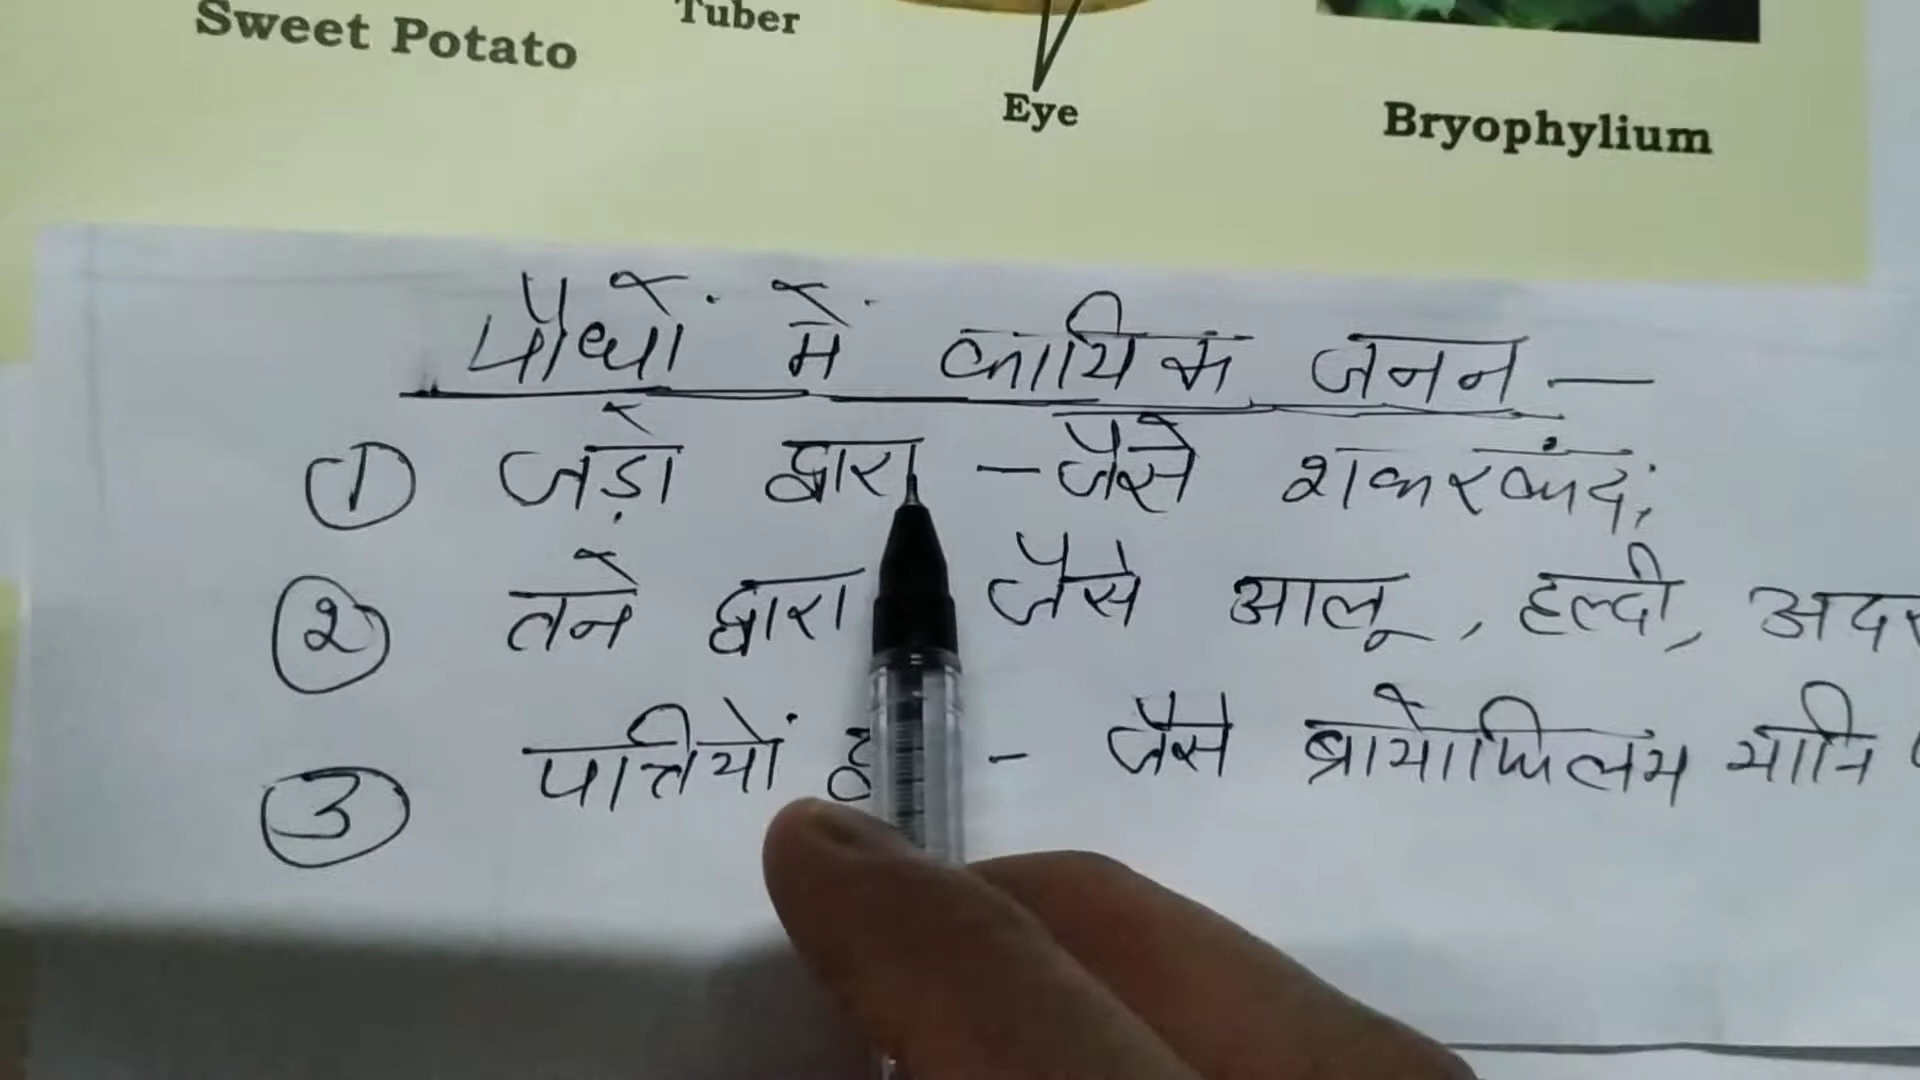 Sweet Potato
Tuber
Eye
Bryophylium
पौधों में कायिक जनन —
① जड़ो द्वारा – जैसे शकरकंद,
② तने द्वारा जैसे आलू, हल्दी,
③ पत्तियों - जैसे ब्रायोफिलम यानि